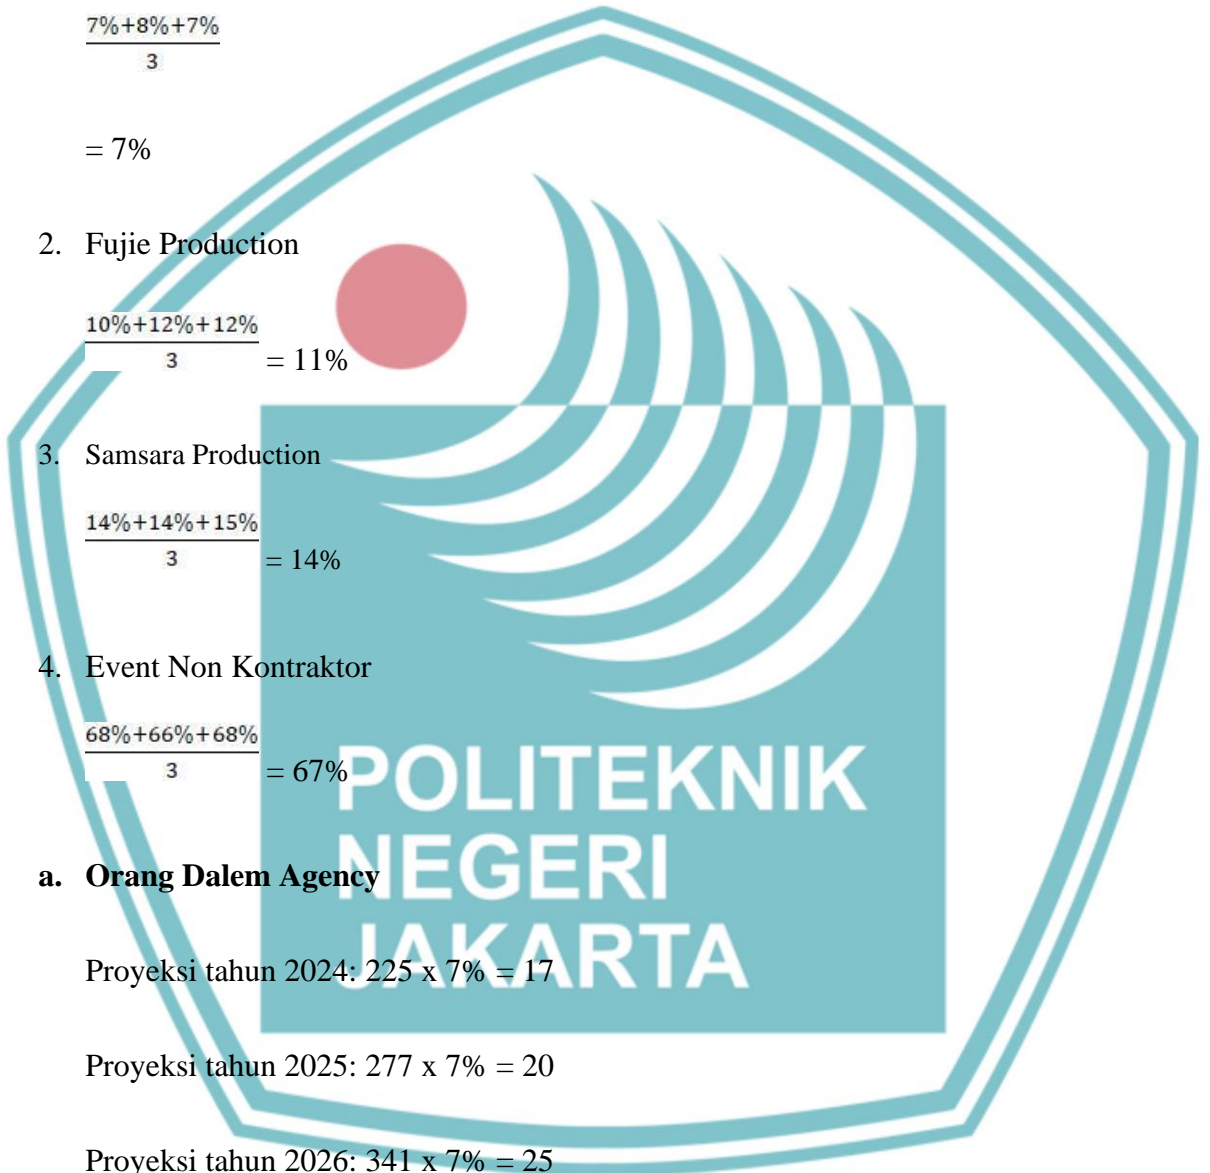 7%+8%+7%
3
= 7%
2. Fujie Production
10%+12%+12%
3 = 11%
3. Samsara Production
14%+14%+15%
3 = 14%
4. Event Non Kontraktor
68%+66%+68%
3 = 67%
POLITEKNIK
NEGERI
JAKARTA
a. Orang Dalem Agency
Proyeksi tahun 2024: 225 x 7% = 17
Proyeksi tahun 2025: 277 x 7% = 20
Proyeksi tahun 2026: 341 x 7% = 25